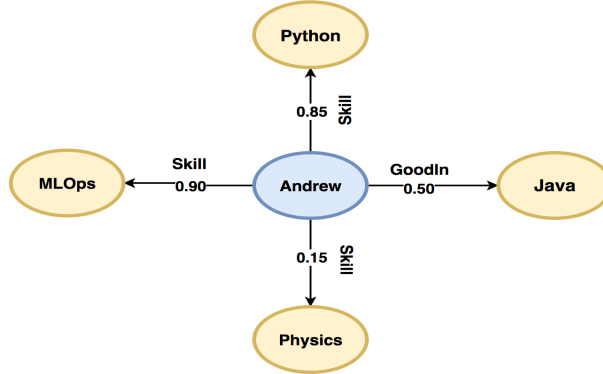 Python
0.85
Skill
Skill
0.90
MLOps
Andrew
GoodIn
0.50
Java
0.15
Skill
Physics